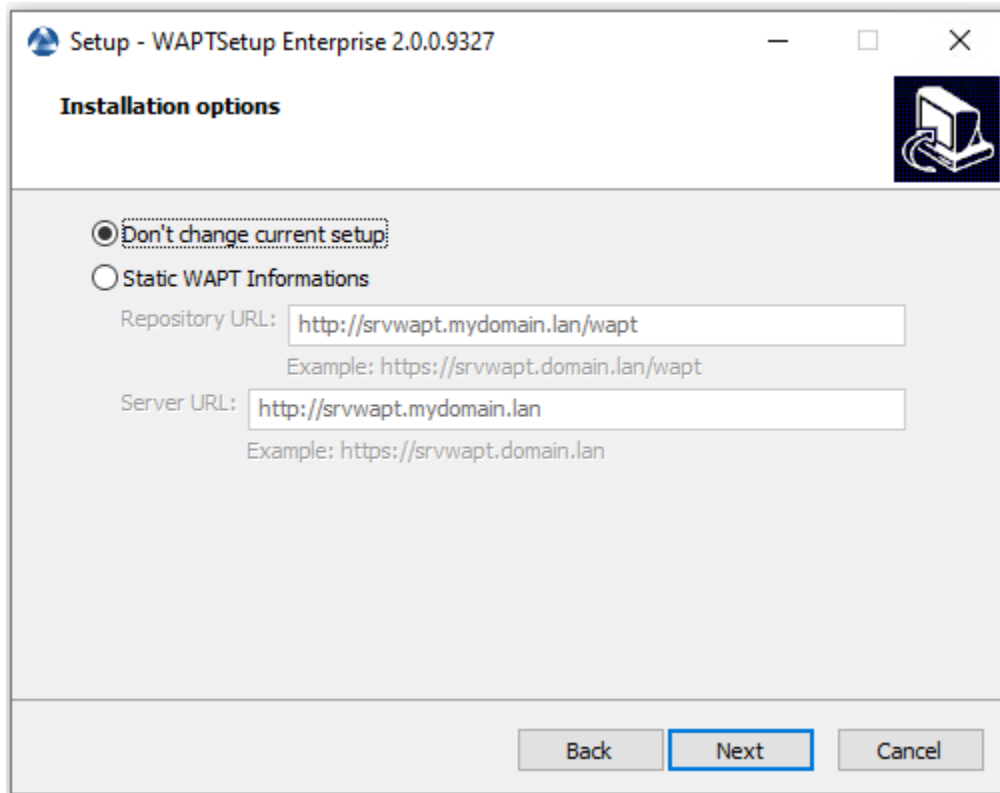 Setup - WAPTSetup Enterprise 2.0.0.9327
Installation options
Don't change current setup
Static WAPT Informations
Repository URL: http://srvwapt.mydomain.lan/wapt
Example: https://srvwapt.domain.lan/wapt
Server URL: http://srvwapt.mydomain.lan
Example: https://srvwapt.domain.lan
Back Next Cancel